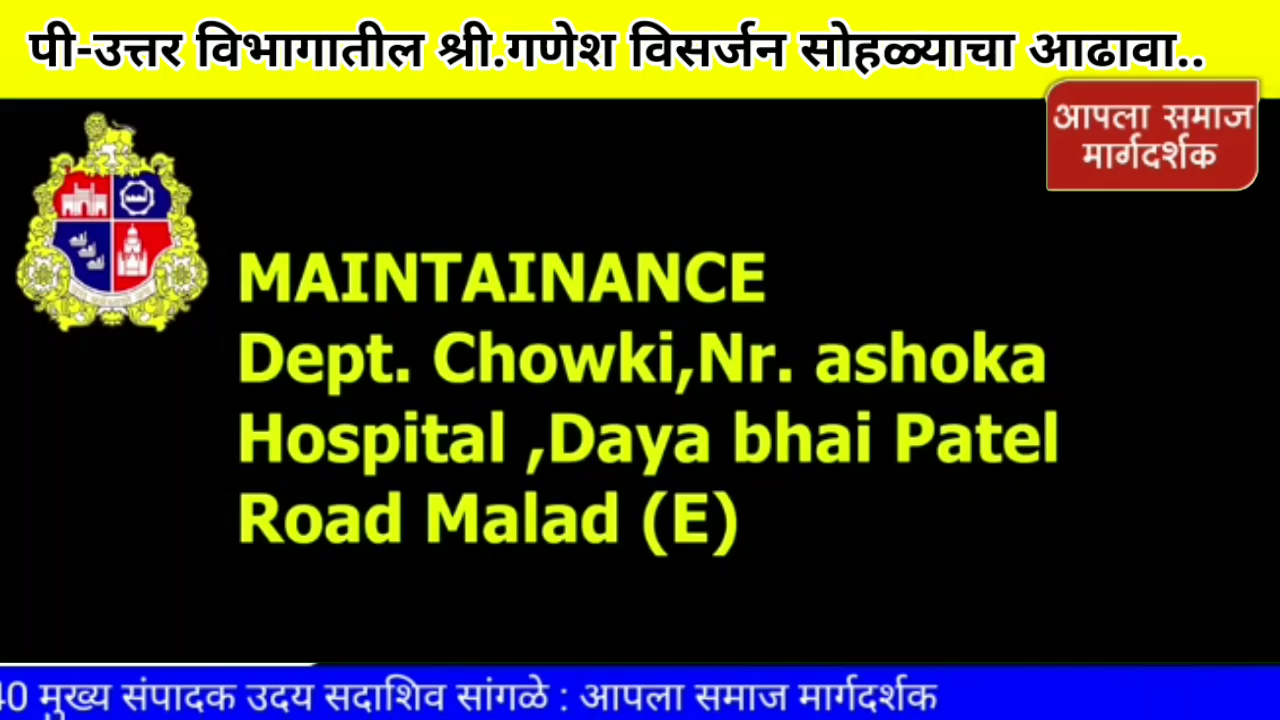 पी-उत्तर विभागातील श्री.गणेश विसर्जन सोहळ्याचा आढावा..
आपला समाज
मार्गदर्शक
MAINTAINANCE
Dept. Chowki,Nr. ashoka
Hospital ,Daya bhai Patel
Road Malad (E)
40 मुख्य संपादक उदय सदाशिव सांगळे : आपला समाज मार्गदर्शक